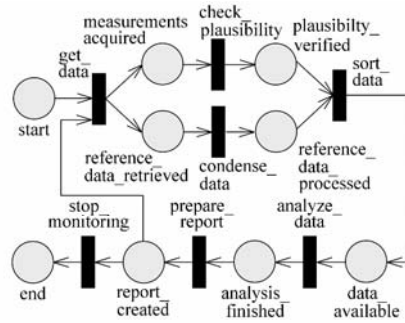 measurements_
acquired
check_
plausibility
plausibilty_
verified
get_
data
sort_
data
start
reference_
data_retrieved
condense_
data
reference_
data_
processed
stop_
monitoring
prepare_
report
analyze_
data
end
report_
created
analysis_
finished
data_
available